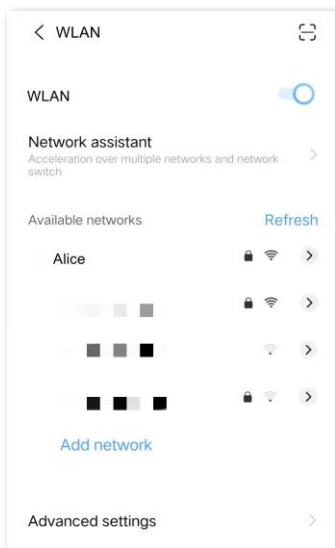 WLAN
WLAN
Network assistant
Acceleration over multiple networks and network
switch
Available networks Refresh
Alice
Add network
Advanced settings